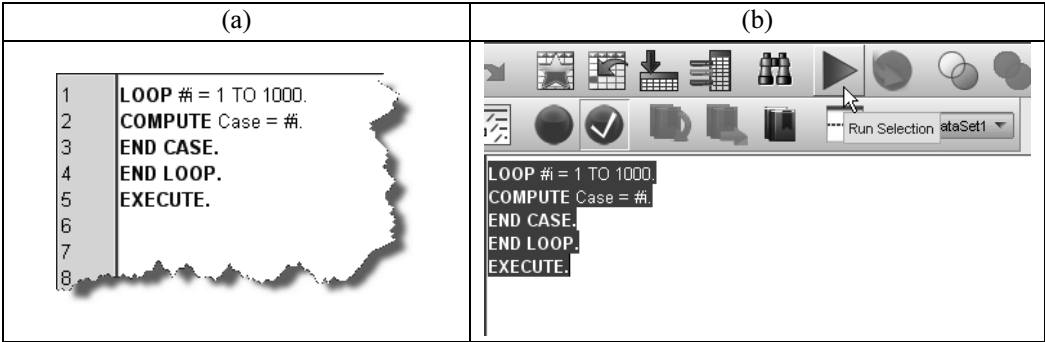 (a)
(b)
1 LOOP #i = 1 TO 1000.
2 COMPUTE Case = #i.
3 END CASE.
4 END LOOP.
5 EXECUTE.
6
7
8
Run Selection
ataSet1
LOOP #i = 1 TO 1000.
COMPUTE Case = #i.
END CASE.
END LOOP.
EXECUTE.